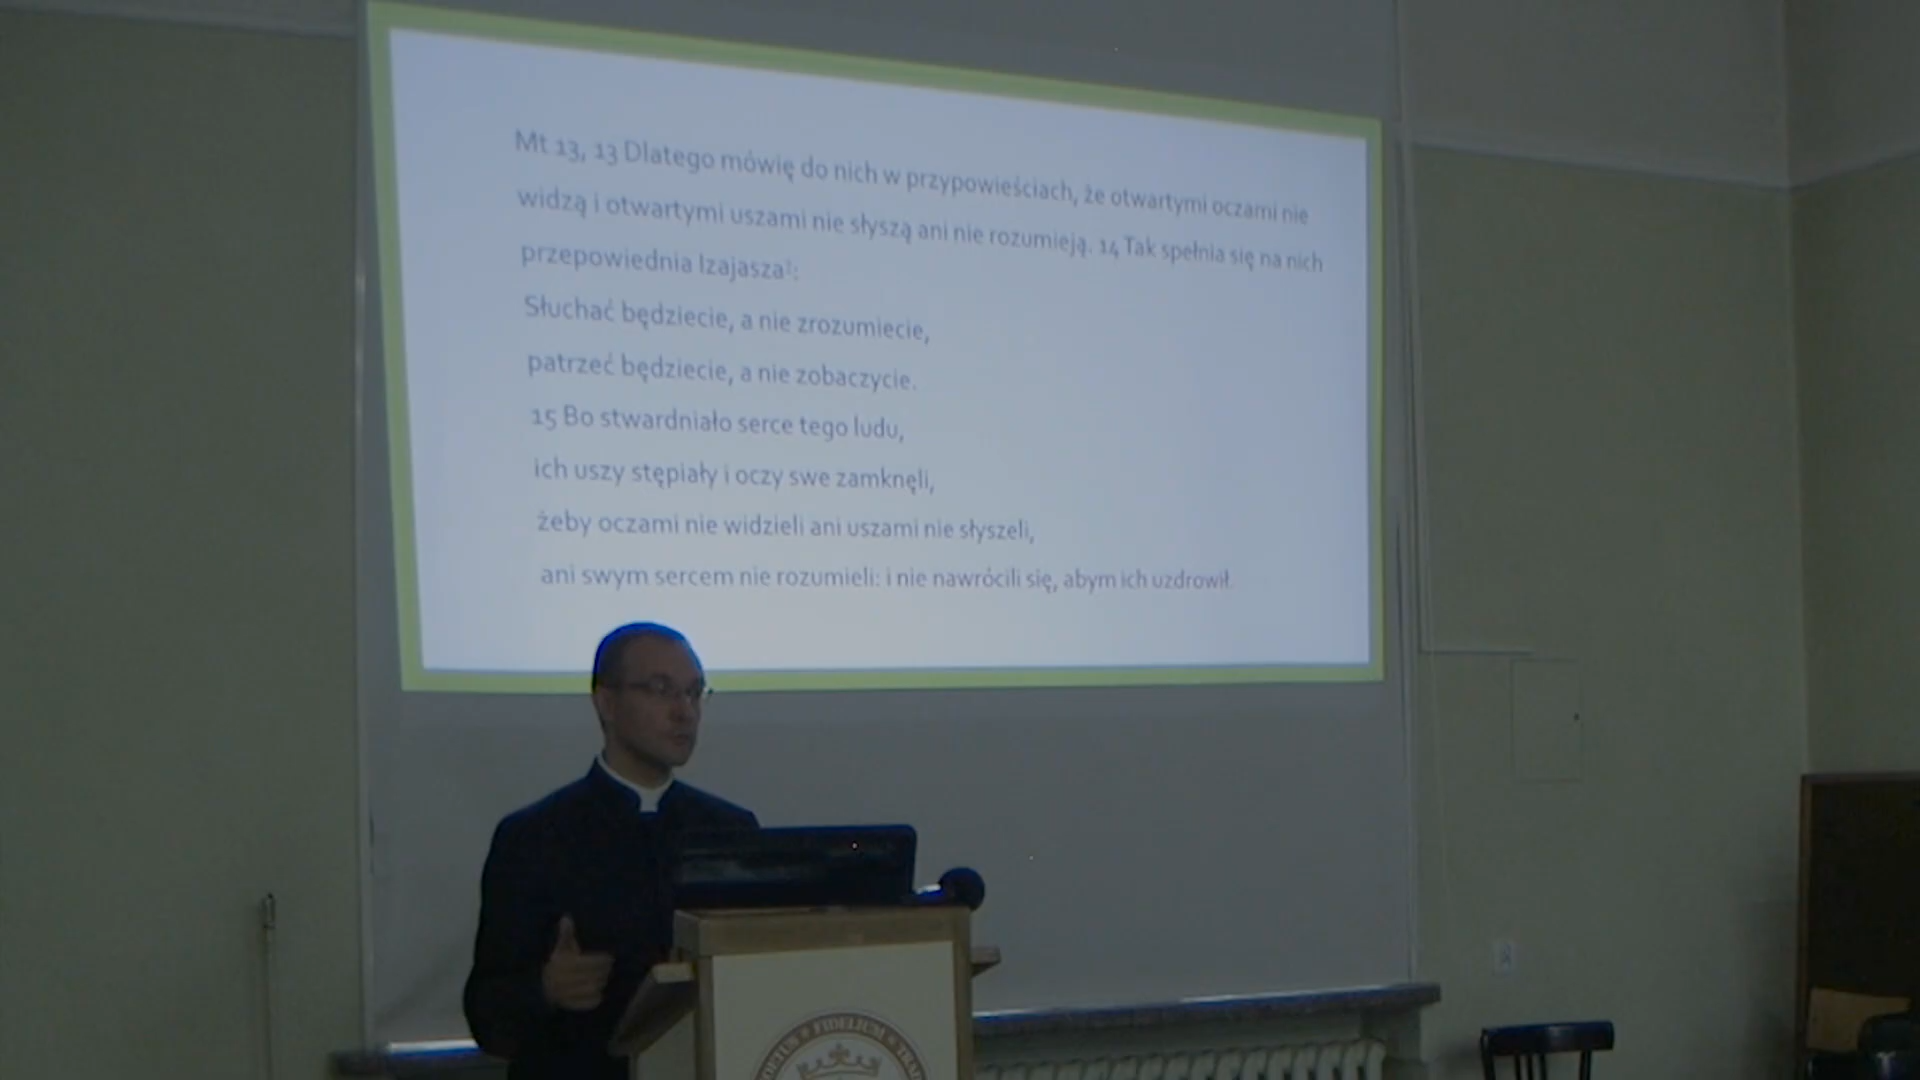 Mt 13, 13 Dlatego mówię do nich w przypowieściach, że otwartymi oczami nie
widzą i otwartymi uszami nie słyszą ani nie rozumieją. 14 Tak spełnia się na nich
przepowiednia Izajasza:
Słuchać będziecie, a nie zrozumiecie,
patrzeć będziecie, a nie zobaczycie.
15 Bo stwardniało serce tego ludu,
ich uszy stępiały i oczy swe zamknęli,
żeby oczami nie widzieli ani uszami nie słyszeli,
ani swym sercem nie rozumieli: i nie nawrócili się, abym ich uzdrowił.
FIDELIUM